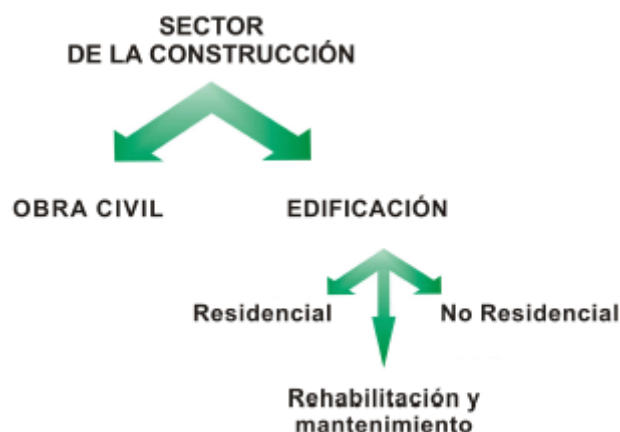 SECTOR
DE LA CONSTRUCCIÓN
OBRA CIVIL
EDIFICACIÓN
Residencial
No Residencial
Rehabilitación y
mantenimiento